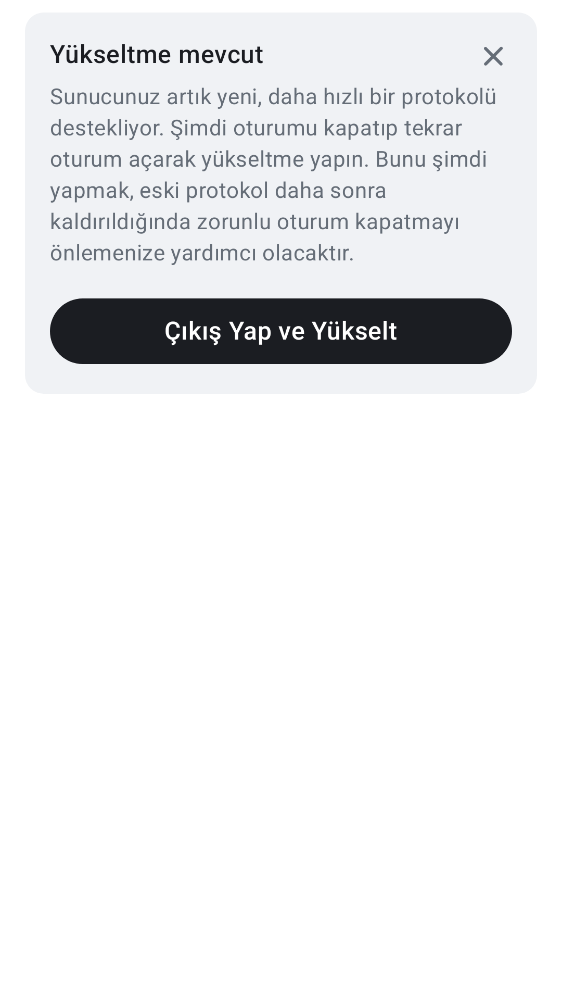 Yükseltme mevcut
Sunucunuz artık yeni, daha hızlı bir protokolü
destekliyor. Şimdi oturumu kapatıp tekrar
oturum açarak yükseltme yapın. Bunu şimdi
yapmak, eski protokol daha sonra
kaldırıldığında zorunlu oturum kapatmayı
önlemenize yardımcı olacaktır.
Çıkış Yap ve Yükselt